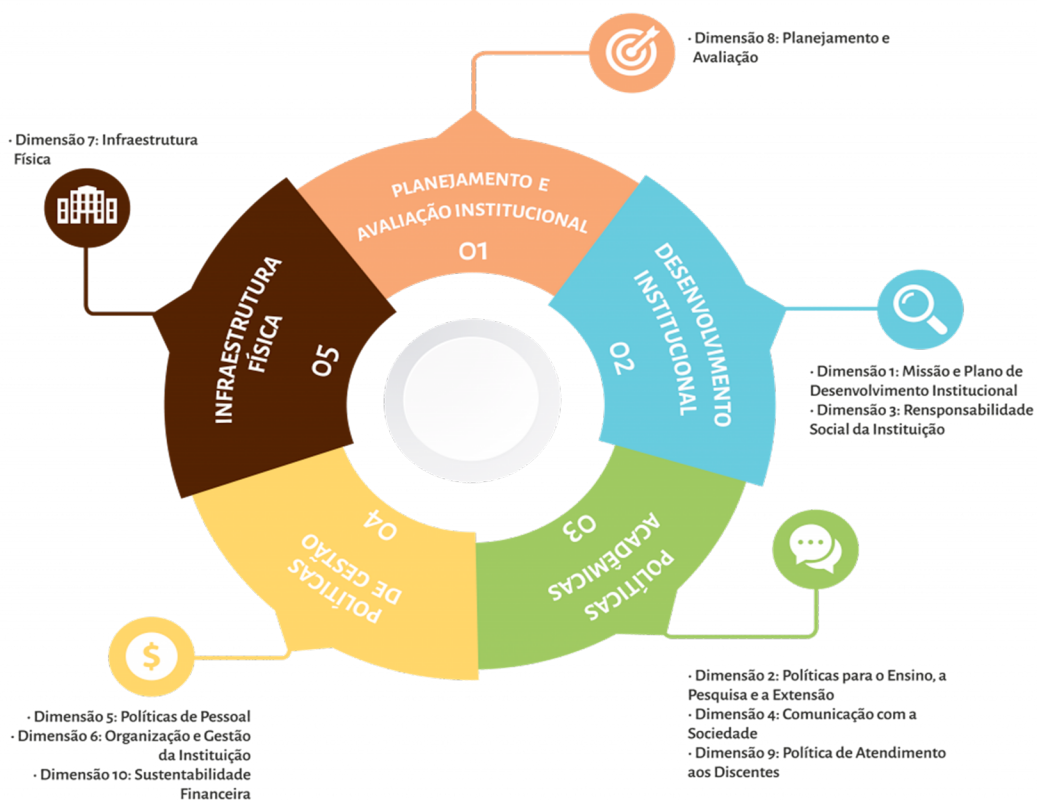 · Dimensão 8: Planejamento e
Avaliação
· Dimensão 7: Infraestrutura
Física
PLANEJAMENTO E
AVALIAÇÃO INSTITUCIONAL
01
DESENVOLVIMENTO
INSTITUCIONAL
02
· Dimensão 1: Missão e Plano de
Desenvolvimento Institucional
· Dimensão 3: Rensponsabilidade
Social da Instituição
POLÍTICAS
ACADÊMICAS
03
· Dimensão 2: Políticas para o Ensino, a
Pesquisa e a Extensão
· Dimensão 4: Comunicação com a
Sociedade
· Dimensão 9: Política de Atendimento
aos Discentes
POLÍTICAS
DE GESTÃO
04
$
· Dimensão 5: Políticas de Pessoal
· Dimensão 6: Organização e Gestão
da Instituição
· Dimensão 10: Sustentabilidade
Financeira
INFRAESTRUTURA
FÍSICA
05